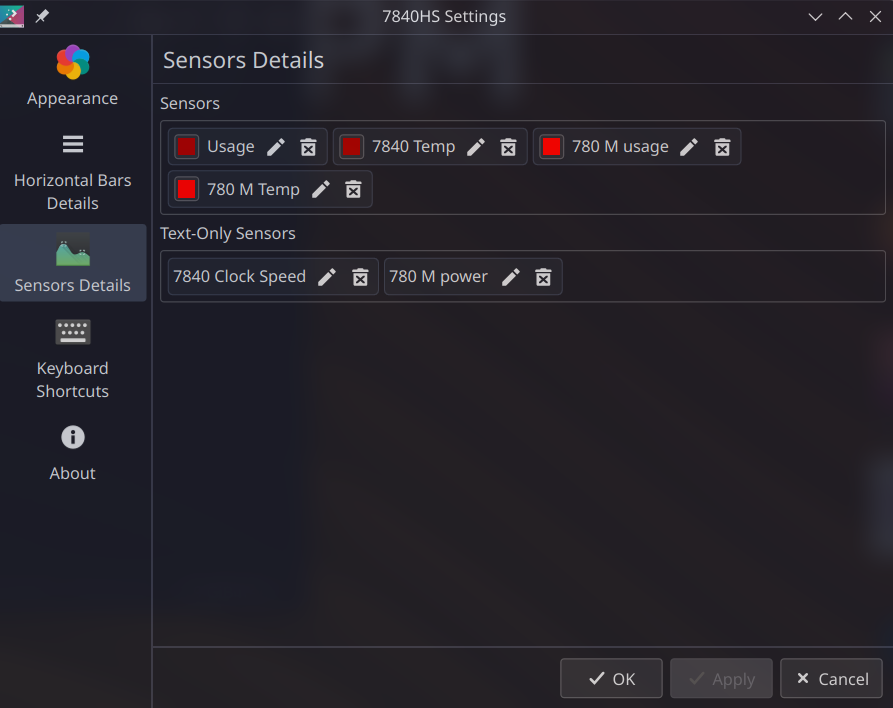 7840HS Settings
Appearance
Horizontal Bars
Details
Sensors Details
Keyboard
Shortcuts
About
Sensors Details
Sensors
Usage
7840 Temp
780 M usage
780 M Temp
Text-Only Sensors
7840 Clock Speed
780 M power
OK
Apply
Cancel